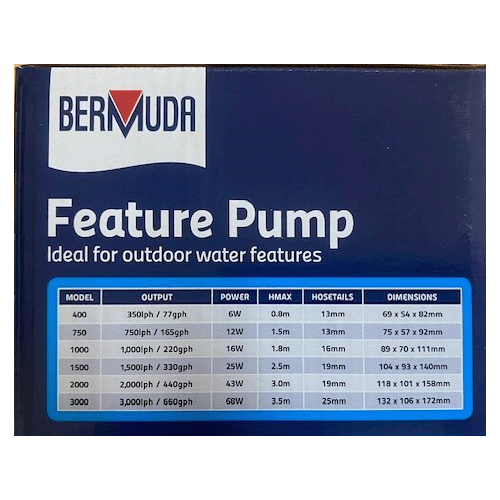 BERMUDA
Feature Pump
Ideal for outdoor water features
MODEL OUTPUT POWER HMAX HOSETAILS DIMENSIONS
400 350lph / 77gph 6W 0.8m 13mm 69 x 54 x 82mm
750 750lph / 165gph 12W 1.5m 13mm 75 x 57 x 92mm
1000 1,000lph / 220gph 16W 1.8m 16mm 89 x 70 x 111mm
1500 1,500lph / 330gph 25W 2.5m 19mm 104 x 93 x 140mm
2000 2,000lph / 440gph 43W 3.0m 19mm 118 x 101 x 158mm
3000 3,000lph / 660gph 68W 3.5m 25mm 132 x 106 x 172mm